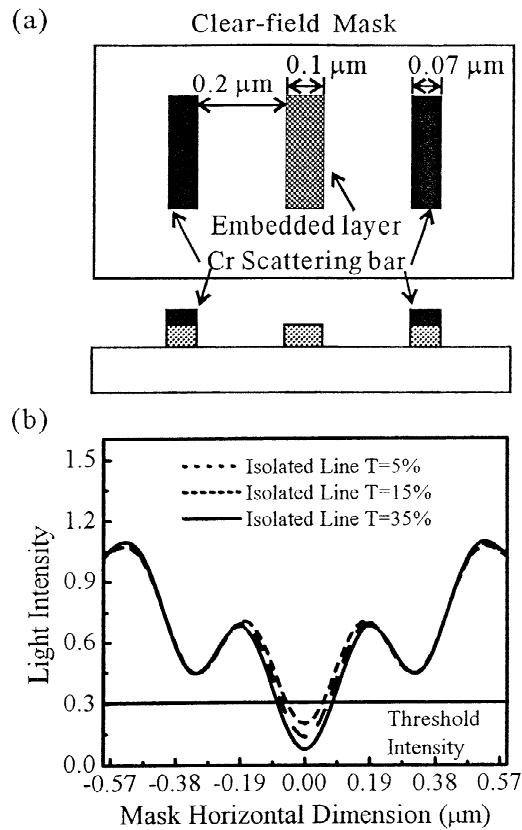 (a)
Clear-field Mask
0.1 μm
0.07 μm
0.2 μm
Embedded layer
Cr Scattering bar
(b)
Isolated Line T=5%
Isolated Line T=15%
Isolated Line T=35%
1.5
1.2
0.9
0.6
0.3
0.0
Light Intensity
Threshold
Intensity
-0.57 -0.38 -0.19 0.00 0.19 0.38 0.57
Mask Horizontal Dimension (μm)